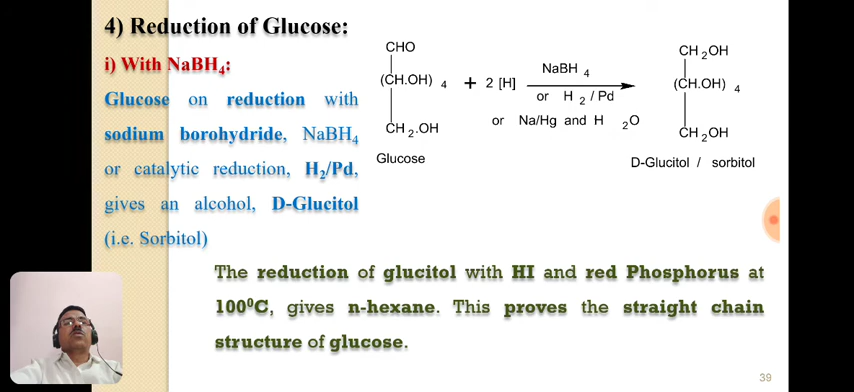 4) Reduction of Glucose:
i) With NaBH4:
Glucose on reduction with
sodium borohydride, NaBH4
or catalytic reduction, H2/Pd,
gives an alcohol, D-Glucitol
(i.e. Sorbitol)
CHO
(CH.OH) 4
CH 2.OH
Glucose
+ 2 [H]
NaBH 4
or H 2 / Pd
or Na/Hg and H 2O
CH 2OH
(CH.OH) 4
CH 2OH
D-Glucitol / sorbitol
The reduction of glucitol with HI and red Phosphorus at
100⁰C, gives n-hexane. This proves the straight chain
structure of glucose.
39